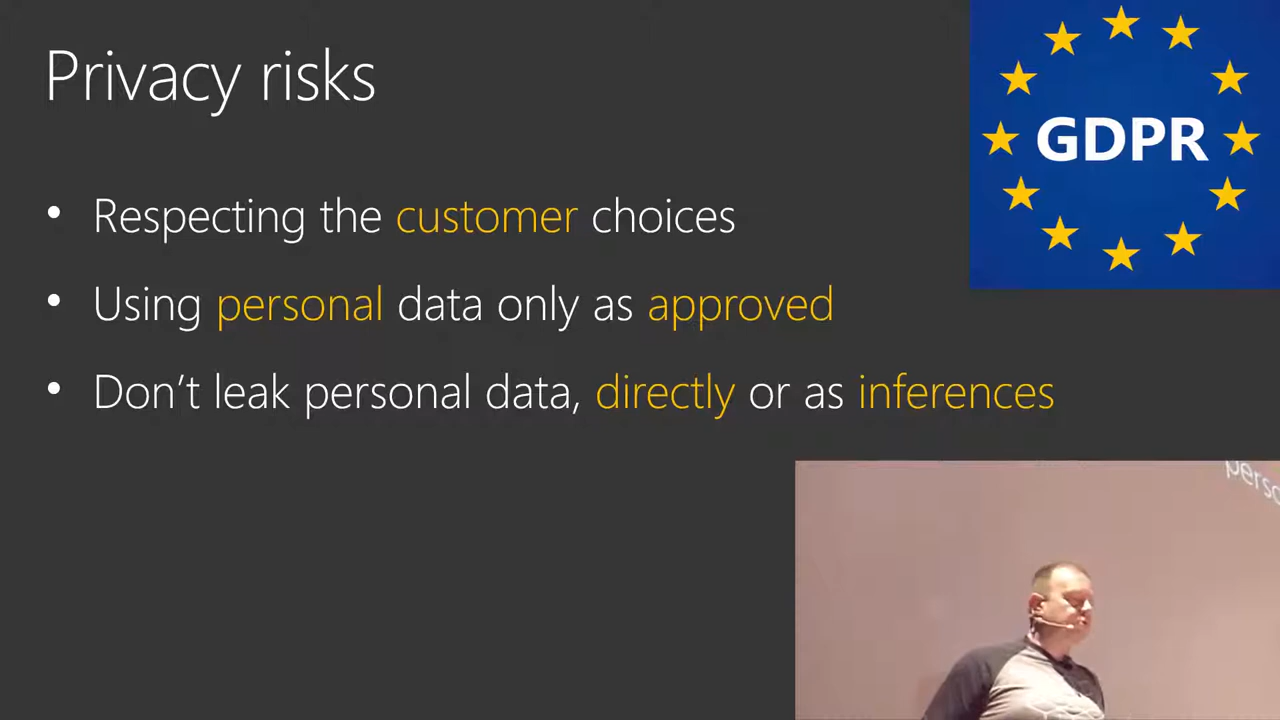 Privacy risks
GDPR
• Respecting the customer choices
• Using personal data only as approved
• Don’t leak personal data, directly or as inferences